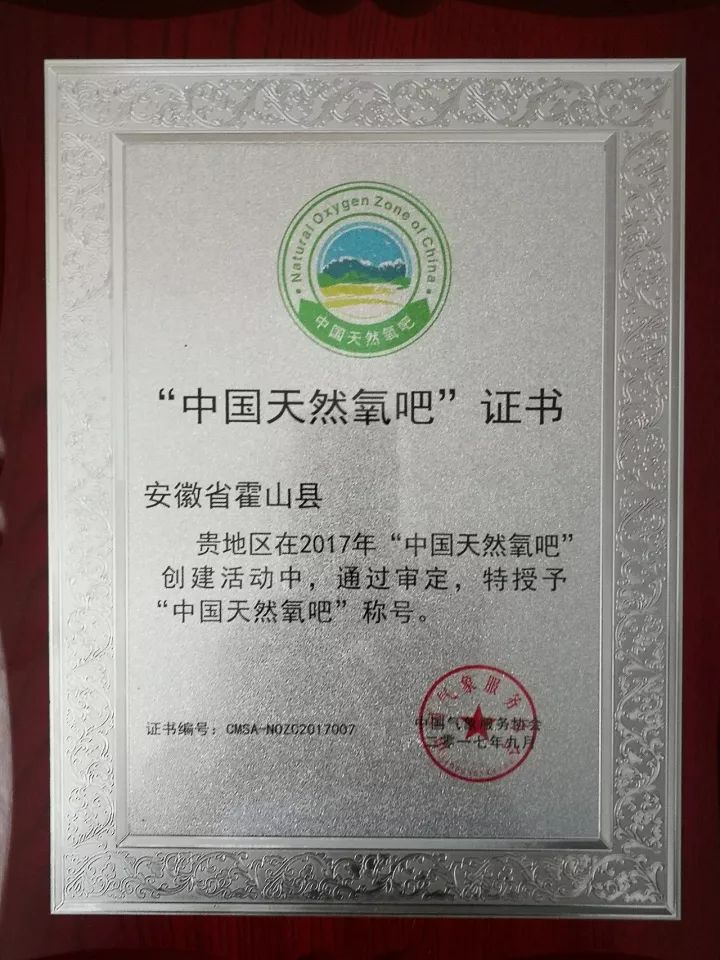 Natural Oxygen Zone of China
中国天然氧吧
“中国天然氧吧”证书
安徽省霍山县
贵地区在2017年“中国天然氧吧”
创建活动中，通过审定，特授予
“中国天然氧吧”称号。
证书编号：CMSA-NOZC2017007
中国气象服务协会
二零一七年九月
气象服务